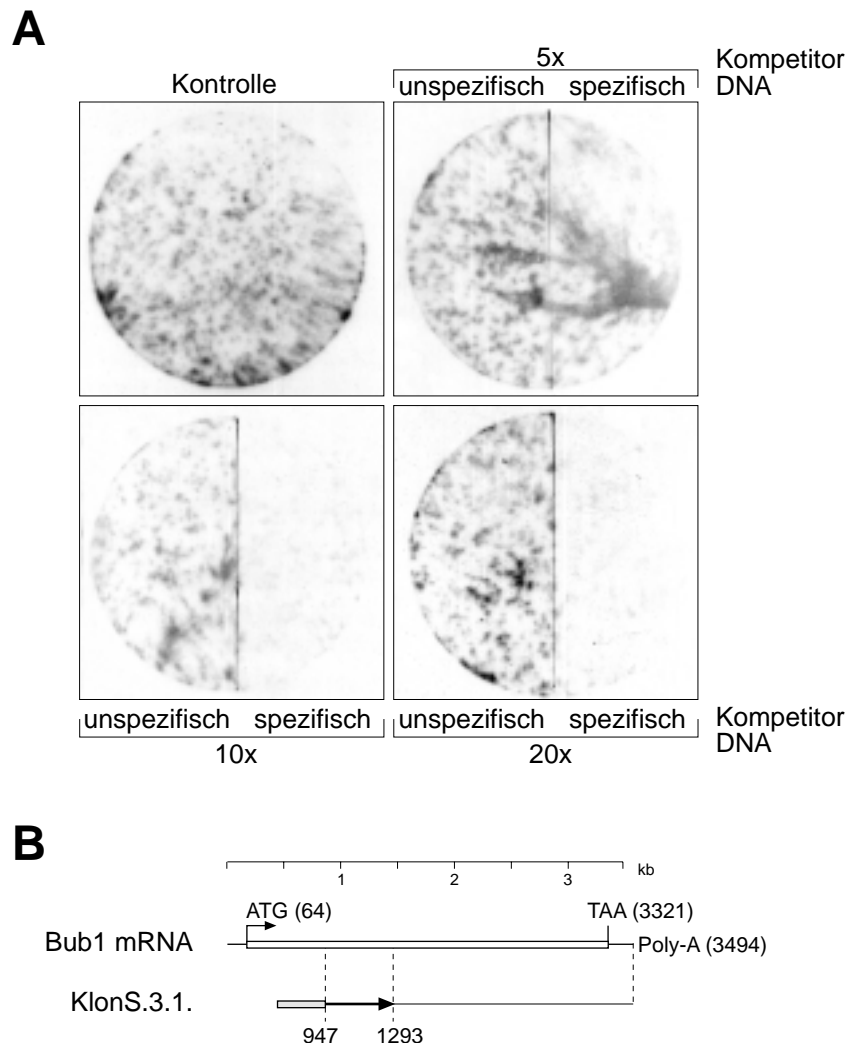 A
5x
Kompetitor
DNA
Kontrolle
unspezifisch spezifisch
unspezifisch spezifisch
unspezifisch spezifisch
Kompetitor
DNA
10x
20x
B
1 2 3 kb
ATG (64)
TAA (3321)
Bub1 mRNA
Poly-A (3494)
KlonS.3.1.
947 1293